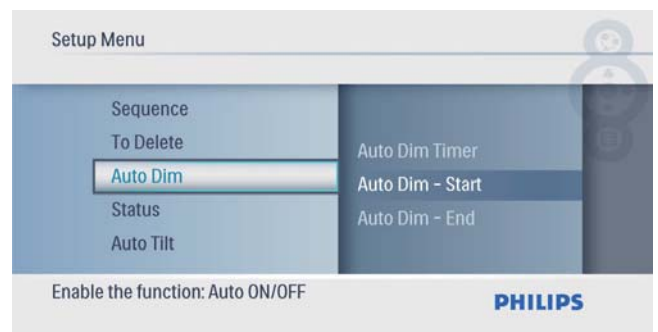 Setup Menu
Sequence
To Delete
Auto Dim
Status
Auto Tilt
Auto Dim Timer
Auto Dim - Start
Auto Dim - End
Enable the function: Auto ON/OFF
PHILIPS